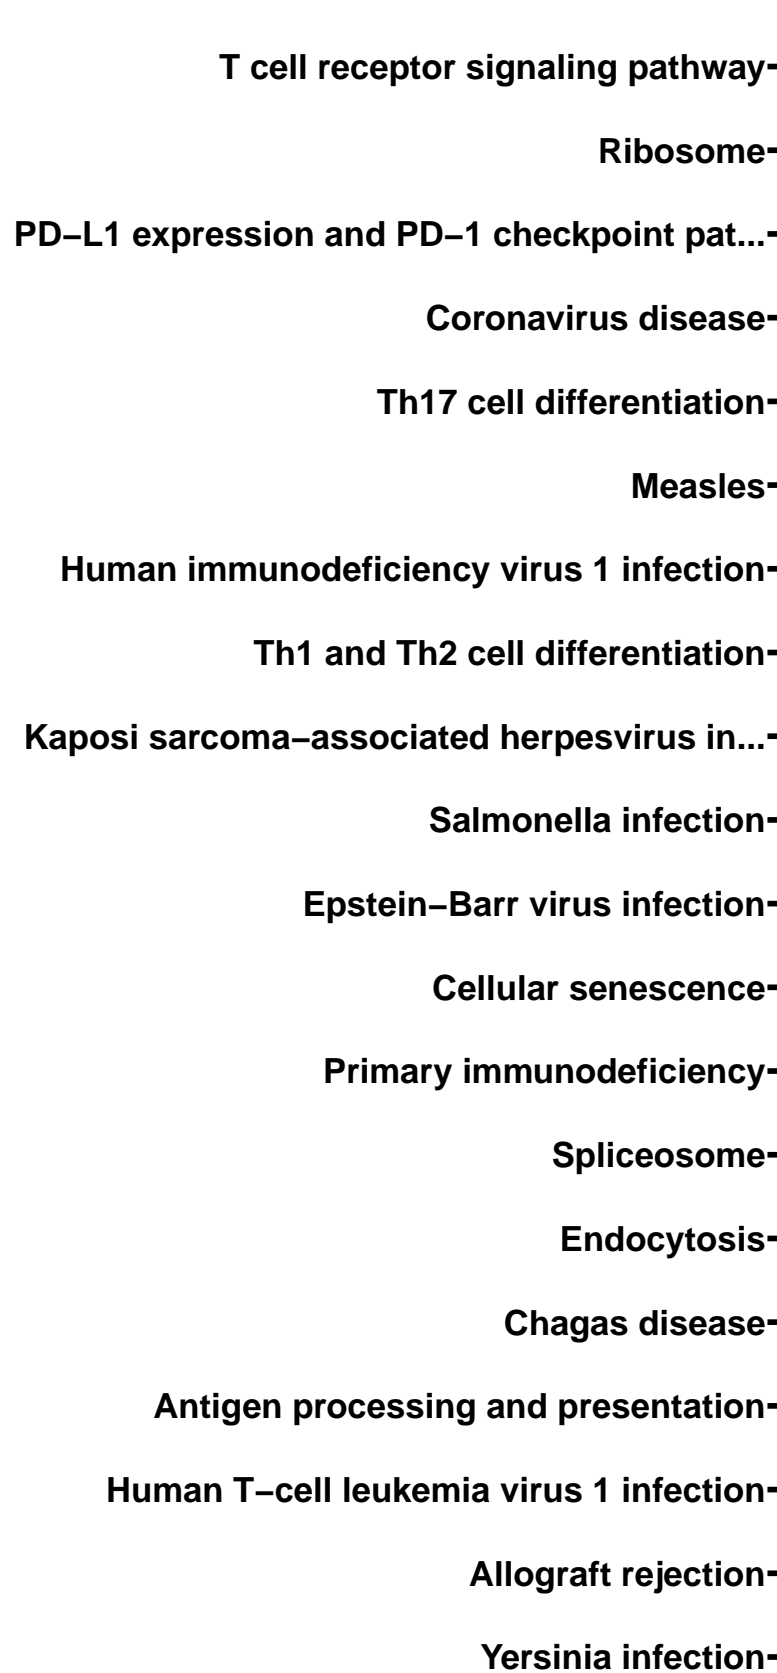 T cell receptor signaling pathway
Ribosome
PD−L1 expression and PD−1 checkpoint pat...
Coronavirus disease
Th17 cell differentiation
Measles
Human immunodeficiency virus 1 infection
Th1 and Th2 cell differentiation
Kaposi sarcoma−associated herpesvirus in...
Salmonella infection
Epstein−Barr virus infection
Cellular senescence
Primary immunodeficiency
Spliceosome
Endocytosis
Chagas disease
Antigen processing and presentation
Human T−cell leukemia virus 1 infection
Allograft rejection
Yersinia infection